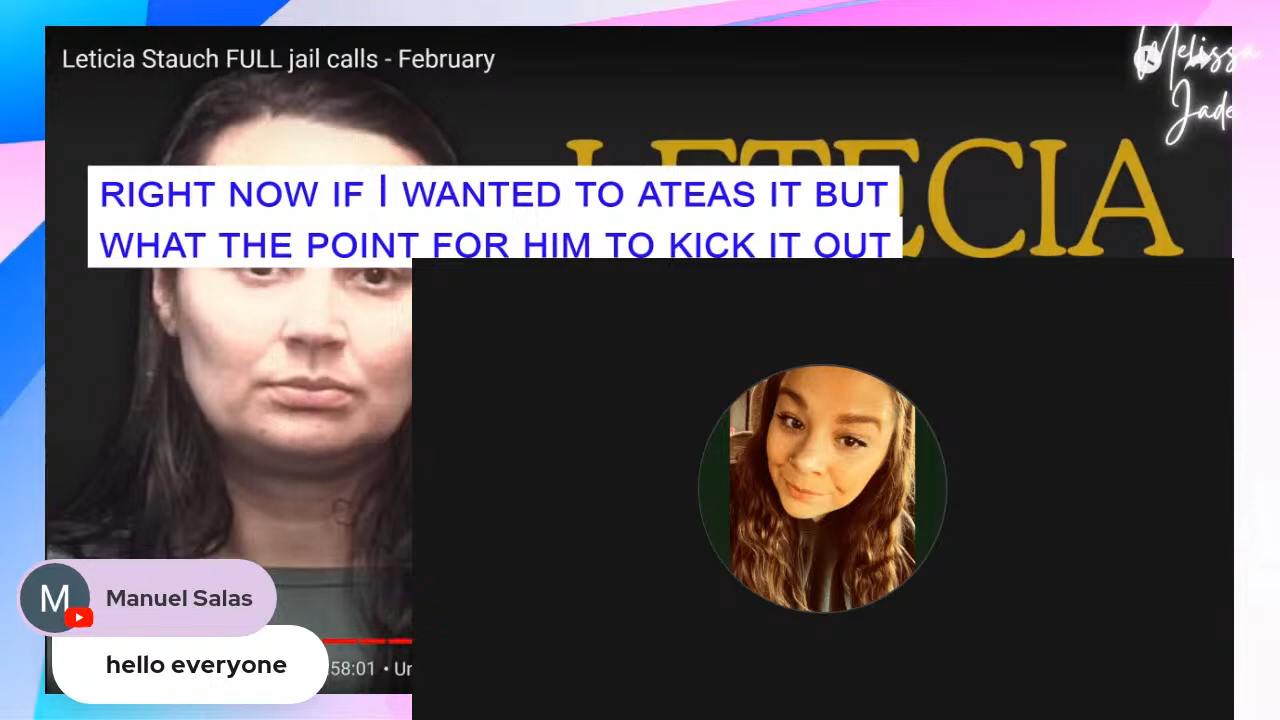 Leticia Stauch FULL jail calls - February
Melissa
Jade
LETECIA
RIGHT NOW IF I WANTED TO ATEAS IT BUT
WHAT THE POINT FOR HIM TO KICK IT OUT
M
Manuel Salas
hello everyone
58:01 • Un